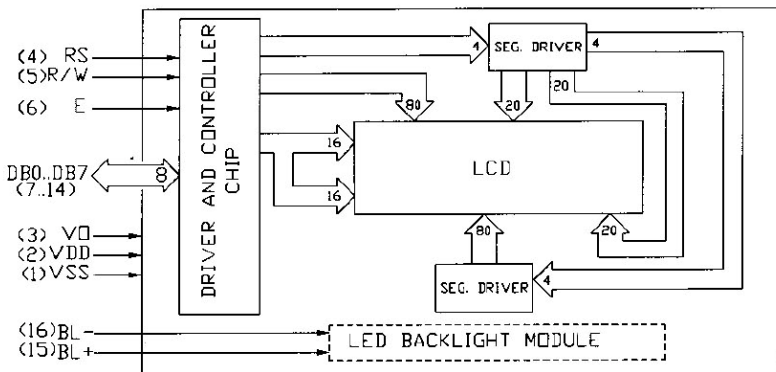 (4) RS
(5)R/W
(6) E
DB0..DB7
(7..14)
8
(3) VO
(2)VDD
(1)VSS
(16)BL-
(15)BL+
DRIVER AND CONTROLLER
CHIP
4
SEG. DRIVER
4
80
20
20
16
16
LCD
80
20
SEG. DRIVER
4
LED BACKLIGHT MODULE